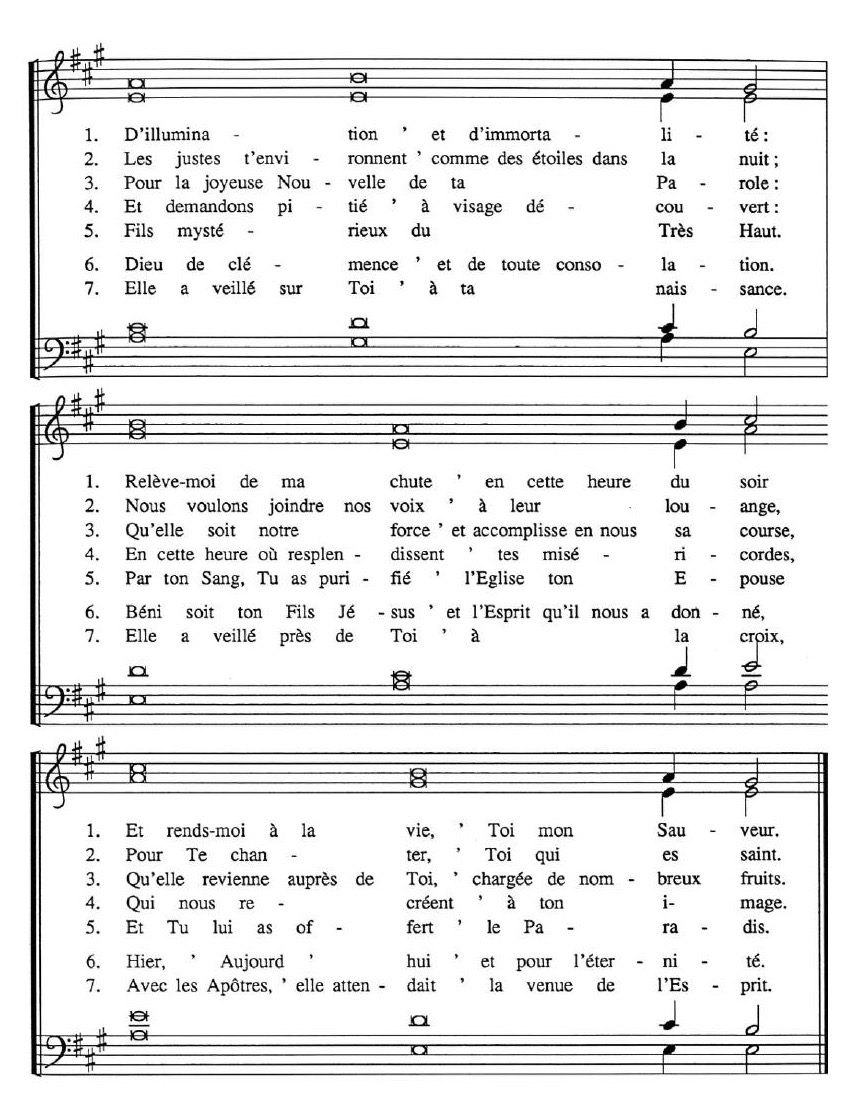 1. D'illumina - tion ’ et d'immorta - li - té :
2. Les justes t'envi - ronnent ’ comme des étoiles dans la nuit ;
3. Pour la joyeuse Nou - velle de ta Pa - role :
4. Et demandons pi - tié ’ à visage dé - cou - vert :
5. Fils mysté - rieux du Très Haut.
6. Dieu de clé - mence ’ et de toute conso - la - tion.
7. Elle a veillé sur Toi ’ à ta nais - sance.
1. Relève-moi de ma chute ’ en cette heure du soir
2. Nous voulons joindre nos voix ’ à leur lou - ange,
3. Qu'elle soit notre force ’ et accomplisse en nous sa course,
4. En cette heure où resplen - dissent ’ tes misé - ri - cordes,
5. Par ton Sang, Tu as puri - fié ’ l'Eglise ton E - pouse
6. Béni soit ton Fils Jé - sus ’ et l'Esprit qu'il nous a don - né,
7. Elle a veillé près de Toi ’ à la croix,
1. Et rends-moi à la vie, ’ Toi mon Sau - veur.
2. Pour Te chan - ter, ’ Toi qui es saint.
3. Qu'elle revienne auprès de Toi, ’ chargée de nom - breux fruits.
4. Qui nous re - créent ’ à ton i- mage.
5. Et Tu lui as of - fert ’ le Pa - ra - dis.
6. Hier, ’ Aujourd ’ hui ’ et pour l'éter - ni - té.
7. Avec les Apôtres, ’ elle atten - dait ’ la venue de l'Es - prit.